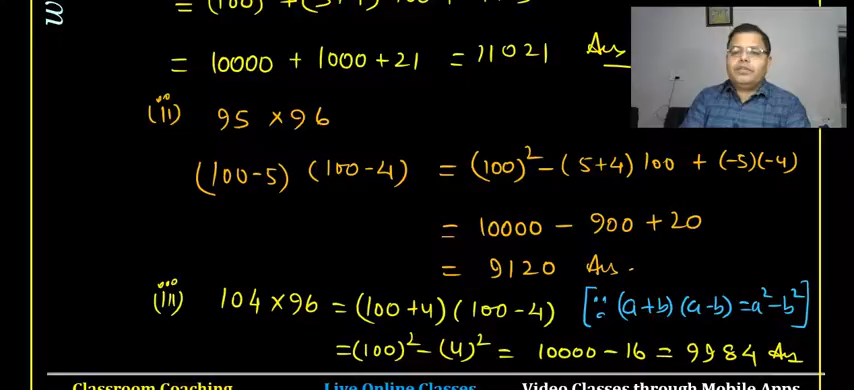 = 10000 + 1000 + 21 = 11021 Ans
(ii) 95 × 96
(100-5) (100-4) = (100)² - (5+4) 100 + (-5)(-4)
= 10000 - 900 + 20
= 9120 Ans.
(iii) 104 × 96 = (100+4) (100-4) [∵ (a+b) (a-b) = a²-b²]
= (100)² - (4)² = 10000 - 16 = 9984 Ans
Classroom Coaching Live Online Classes Video Classes through Mobile Apps